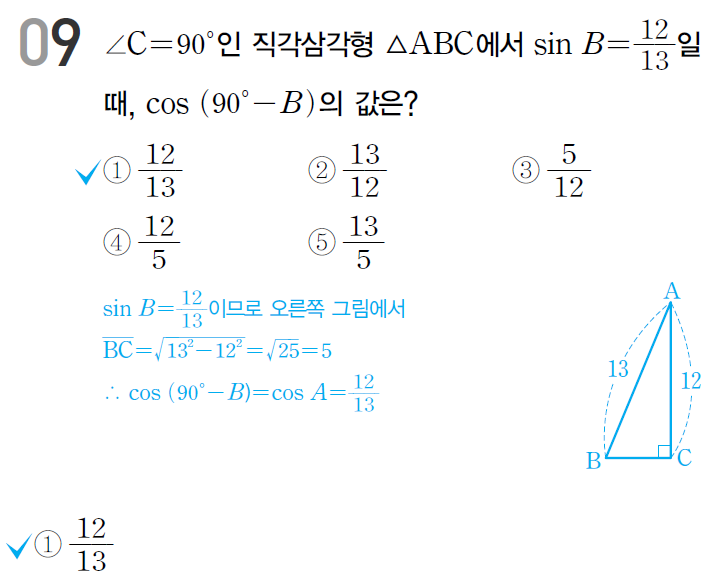 09 ∠C=90°인 직각삼각형 △ABC에서 sin B=12/13일
때, cos (90°-B)의 값은?
① 12/13 ② 13/12 ③ 5/12
④ 12/5 ⑤ 13/5
sin B=12/13이므로 오른쪽 그림에서
BC=√13²-12²=√25=5
∴ cos (90°-B)=cos A=12/13
A
13 12
B C
① 12/13